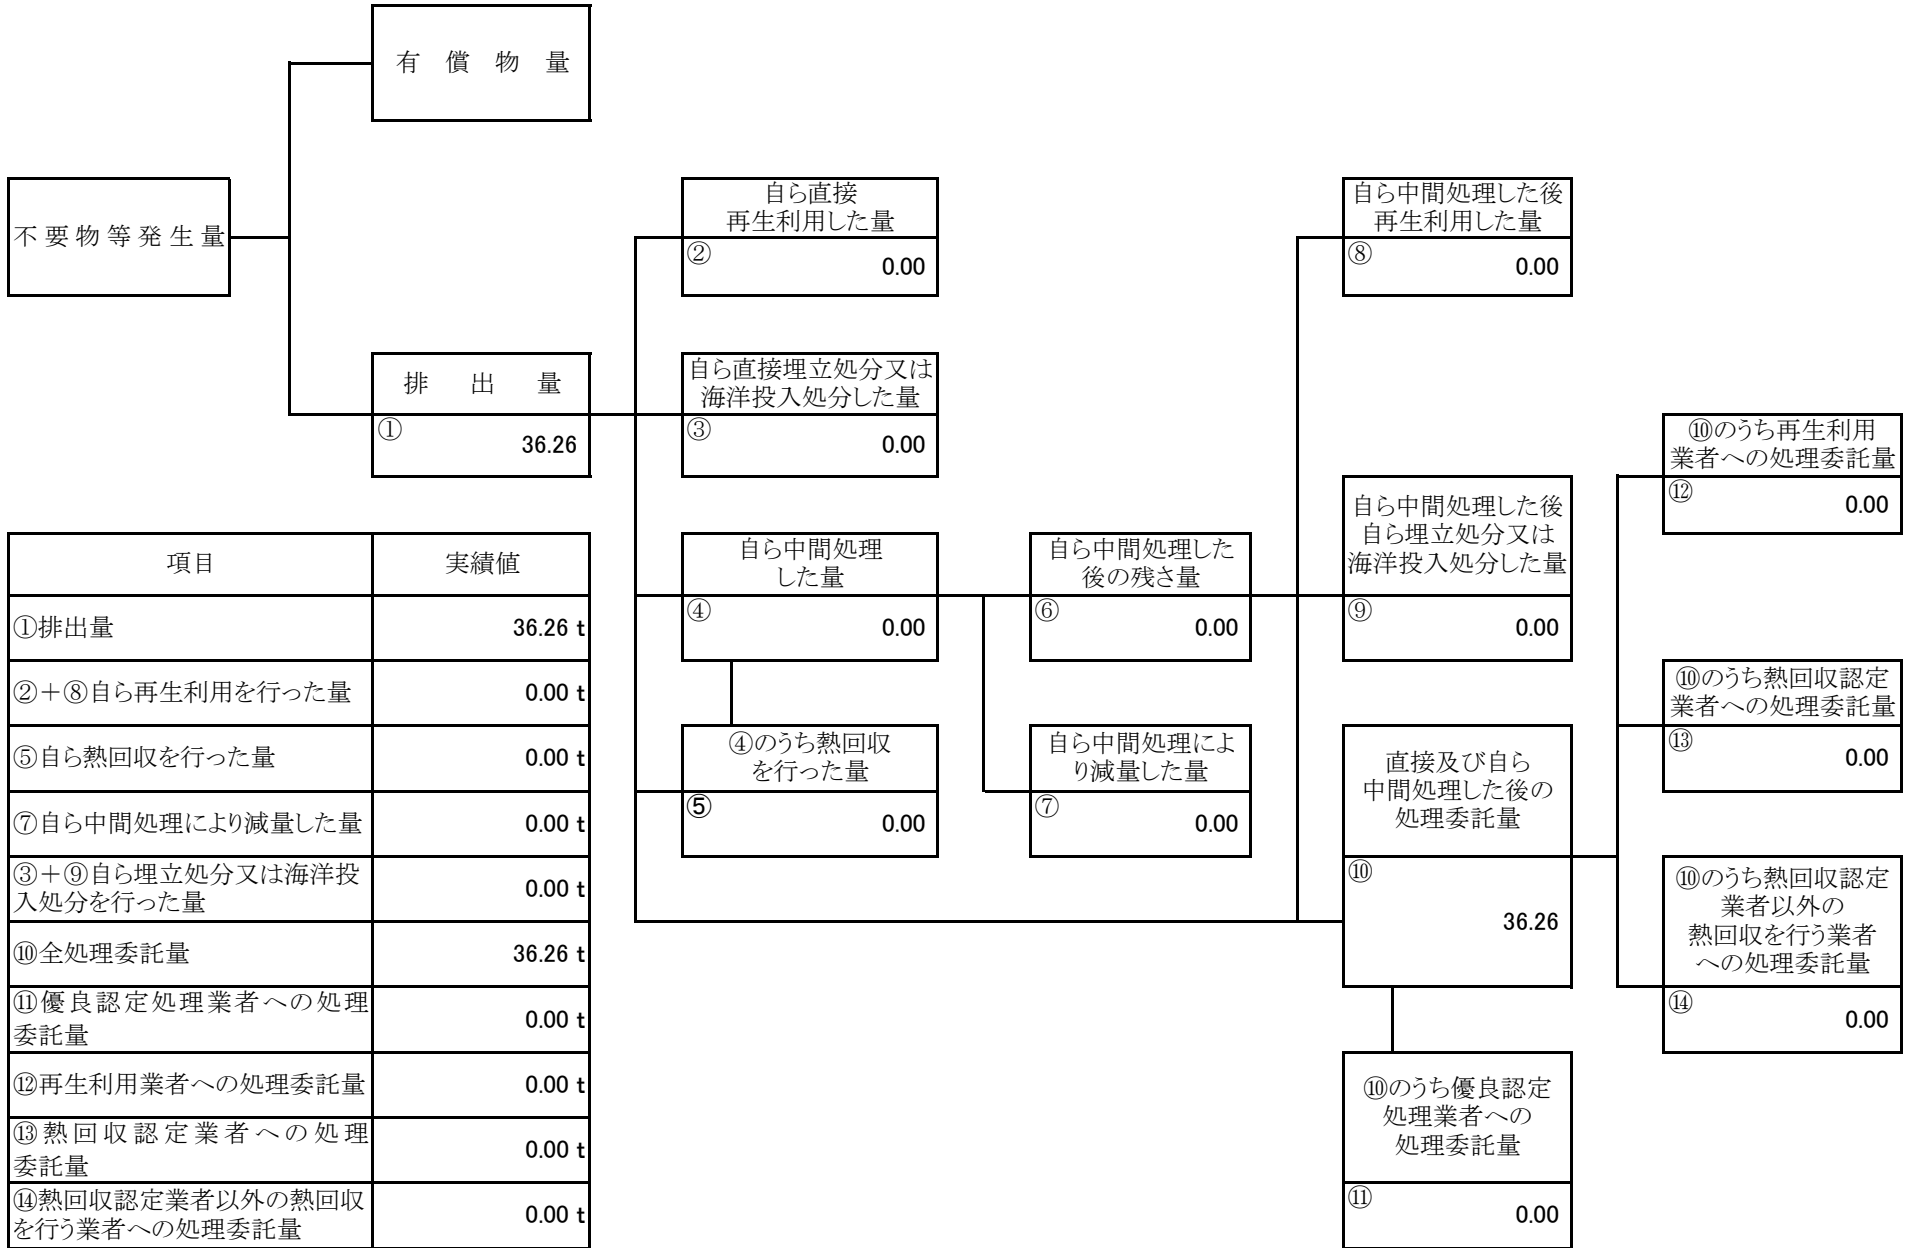 有償物量
不要物等発生量
排出量
①
36.26
自ら直接
再生利用した量
②
0.00
自ら直接埋立処分又は
海洋投入処分した量
③
0.00
自ら中間処理
した量
④
0.00
④のうち熱回収
を行った量
⑤
0.00
自ら中間処理した
後の残さ量
⑥
0.00
自ら中間処理によ
り減量した量
⑦
0.00
自ら中間処理した後
再生利用した量
⑧
0.00
自ら中間処理した後
自ら埋立処分又は
海洋投入処分した量
⑨
0.00
直接及び自ら
中間処理した後の
処理委託量
⑩
36.26
⑩のうち優良認定
処理業者への
処理委託量
⑪
0.00
⑩のうち再生利用
業者への処理委託量
⑫
0.00
⑩のうち熱回収認定
業者への処理委託量
⑬
0.00
⑩のうち熱回収認定
業者以外の
熱回収を行う業者
への処理委託量
⑭
0.00
項目 実績値
①排出量 36.26 t
②+⑧自ら再生利用を行った量 0.00 t
⑤自ら熱回収を行った量 0.00 t
⑦自ら中間処理により減量した量 0.00 t
③+⑨自ら埋立処分又は海洋投
入処分を行った量 0.00 t
⑩全処理委託量 36.26 t
⑪優良認定処理業者への処理
委託量 0.00 t
⑫再生利用業者への処理委託量 0.00 t
⑬熱回収認定業者への処理
委託量 0.00 t
⑭熱回収認定業者以外の熱回収
を行う業者への処理委託量 0.00 t